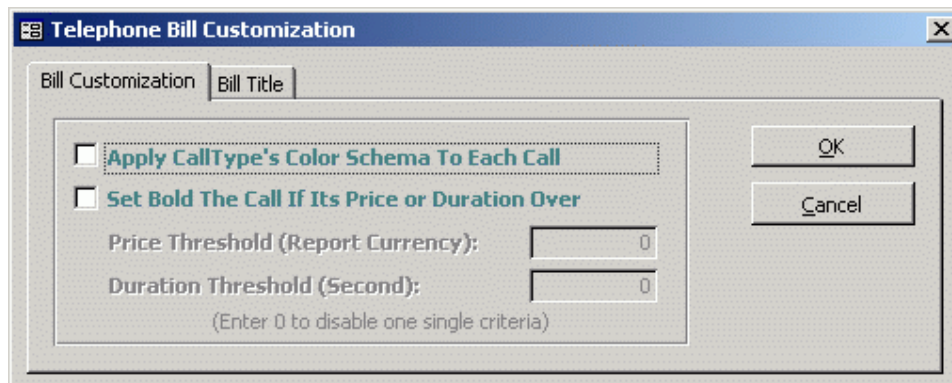 Telephone Bill Customization
Bill Customization Bill Title
Apply CallType's Color Schema To Each Call
OK
Set Bold The Call If Its Price or Duration Over
Cancel
Price Threshold (Report Currency): 0
Duration Threshold (Second): 0
(Enter 0 to disable one single criteria)